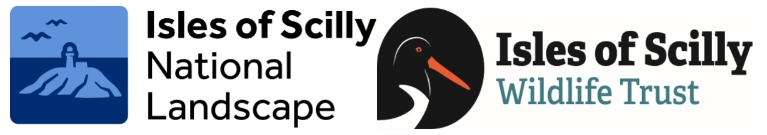 Isles of Scilly
National
Landscape
Isles of Scilly
Wildlife Trust